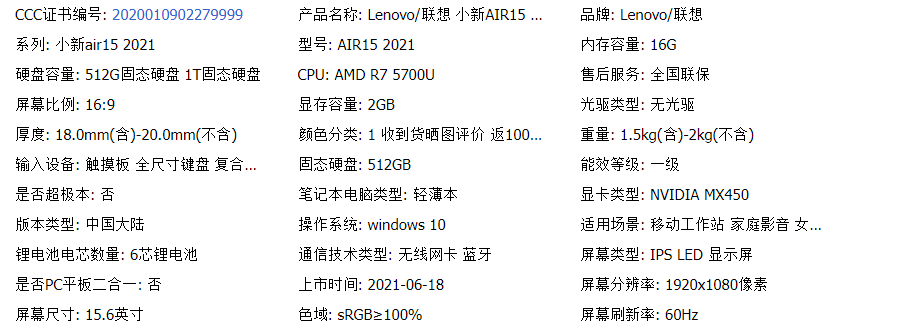 CCC证书编号: 2020010902279999 产品名称: Lenovo/联想 小新AIR15 ... 品牌: Lenovo/联想
系列: 小新air15 2021 型号: AIR15 2021 内存容量: 16G
硬盘容量: 512G固态硬盘 1T固态硬盘 CPU: AMD R7 5700U 售后服务: 全国联保
屏幕比例: 16:9 显存容量: 2GB 光驱类型: 无光驱
厚度: 18.0mm(含)-20.0mm(不含) 颜色分类: 1 收到货晒图评价 返100... 重量: 1.5kg(含)-2kg(不含)
输入设备: 触摸板 全尺寸键盘 复合... 固态硬盘: 512GB 能效等级: 一级
是否超极本: 否 笔记本电脑类型: 轻薄本 显卡类型: NVIDIA MX450
版本类型: 中国大陆 操作系统: windows 10 适用场景: 移动工作站 家庭影音 女...
锂电池电芯数量: 6芯锂电池 通信技术类型: 无线网卡 蓝牙 屏幕类型: IPS LED 显示屏
是否PC平板二合一: 否 上市时间: 2021-06-18 屏幕分辨率: 1920x1080像素
屏幕尺寸: 15.6英寸 色域: sRGB≥100% 屏幕刷新率: 60Hz